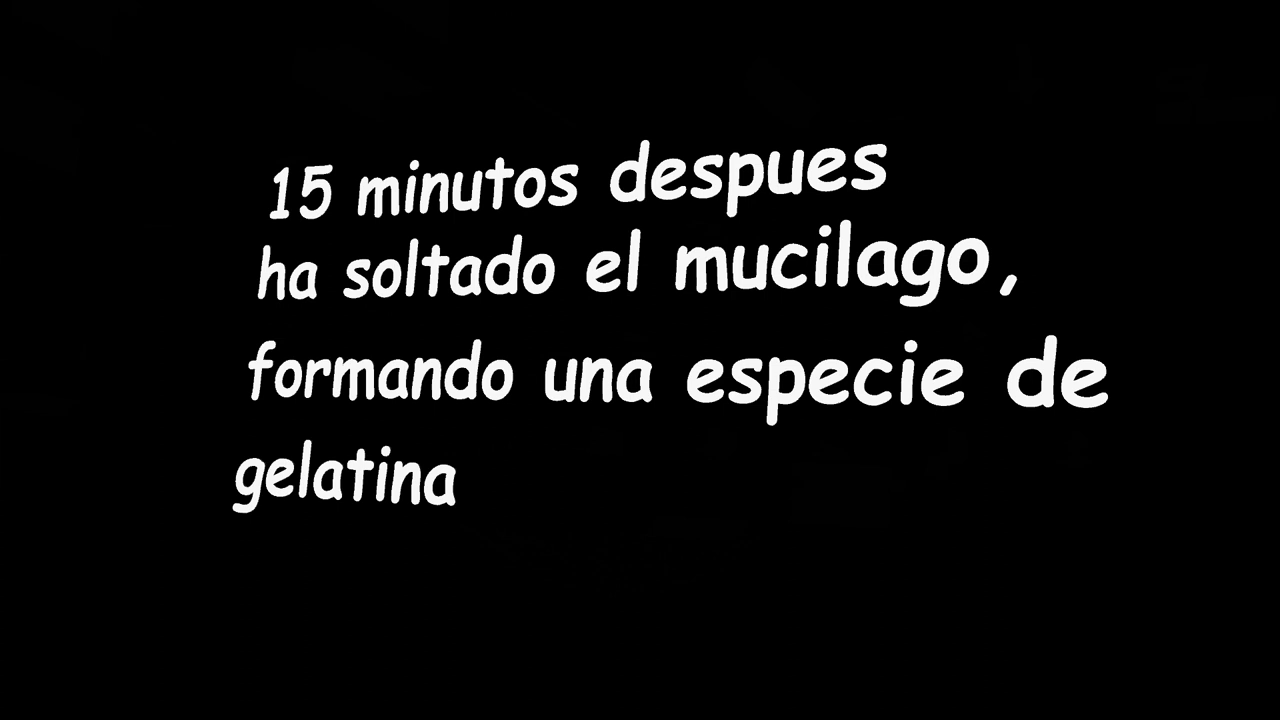 15 minutos despues
ha soltado el mucilago,
formando una especie de
gelatina